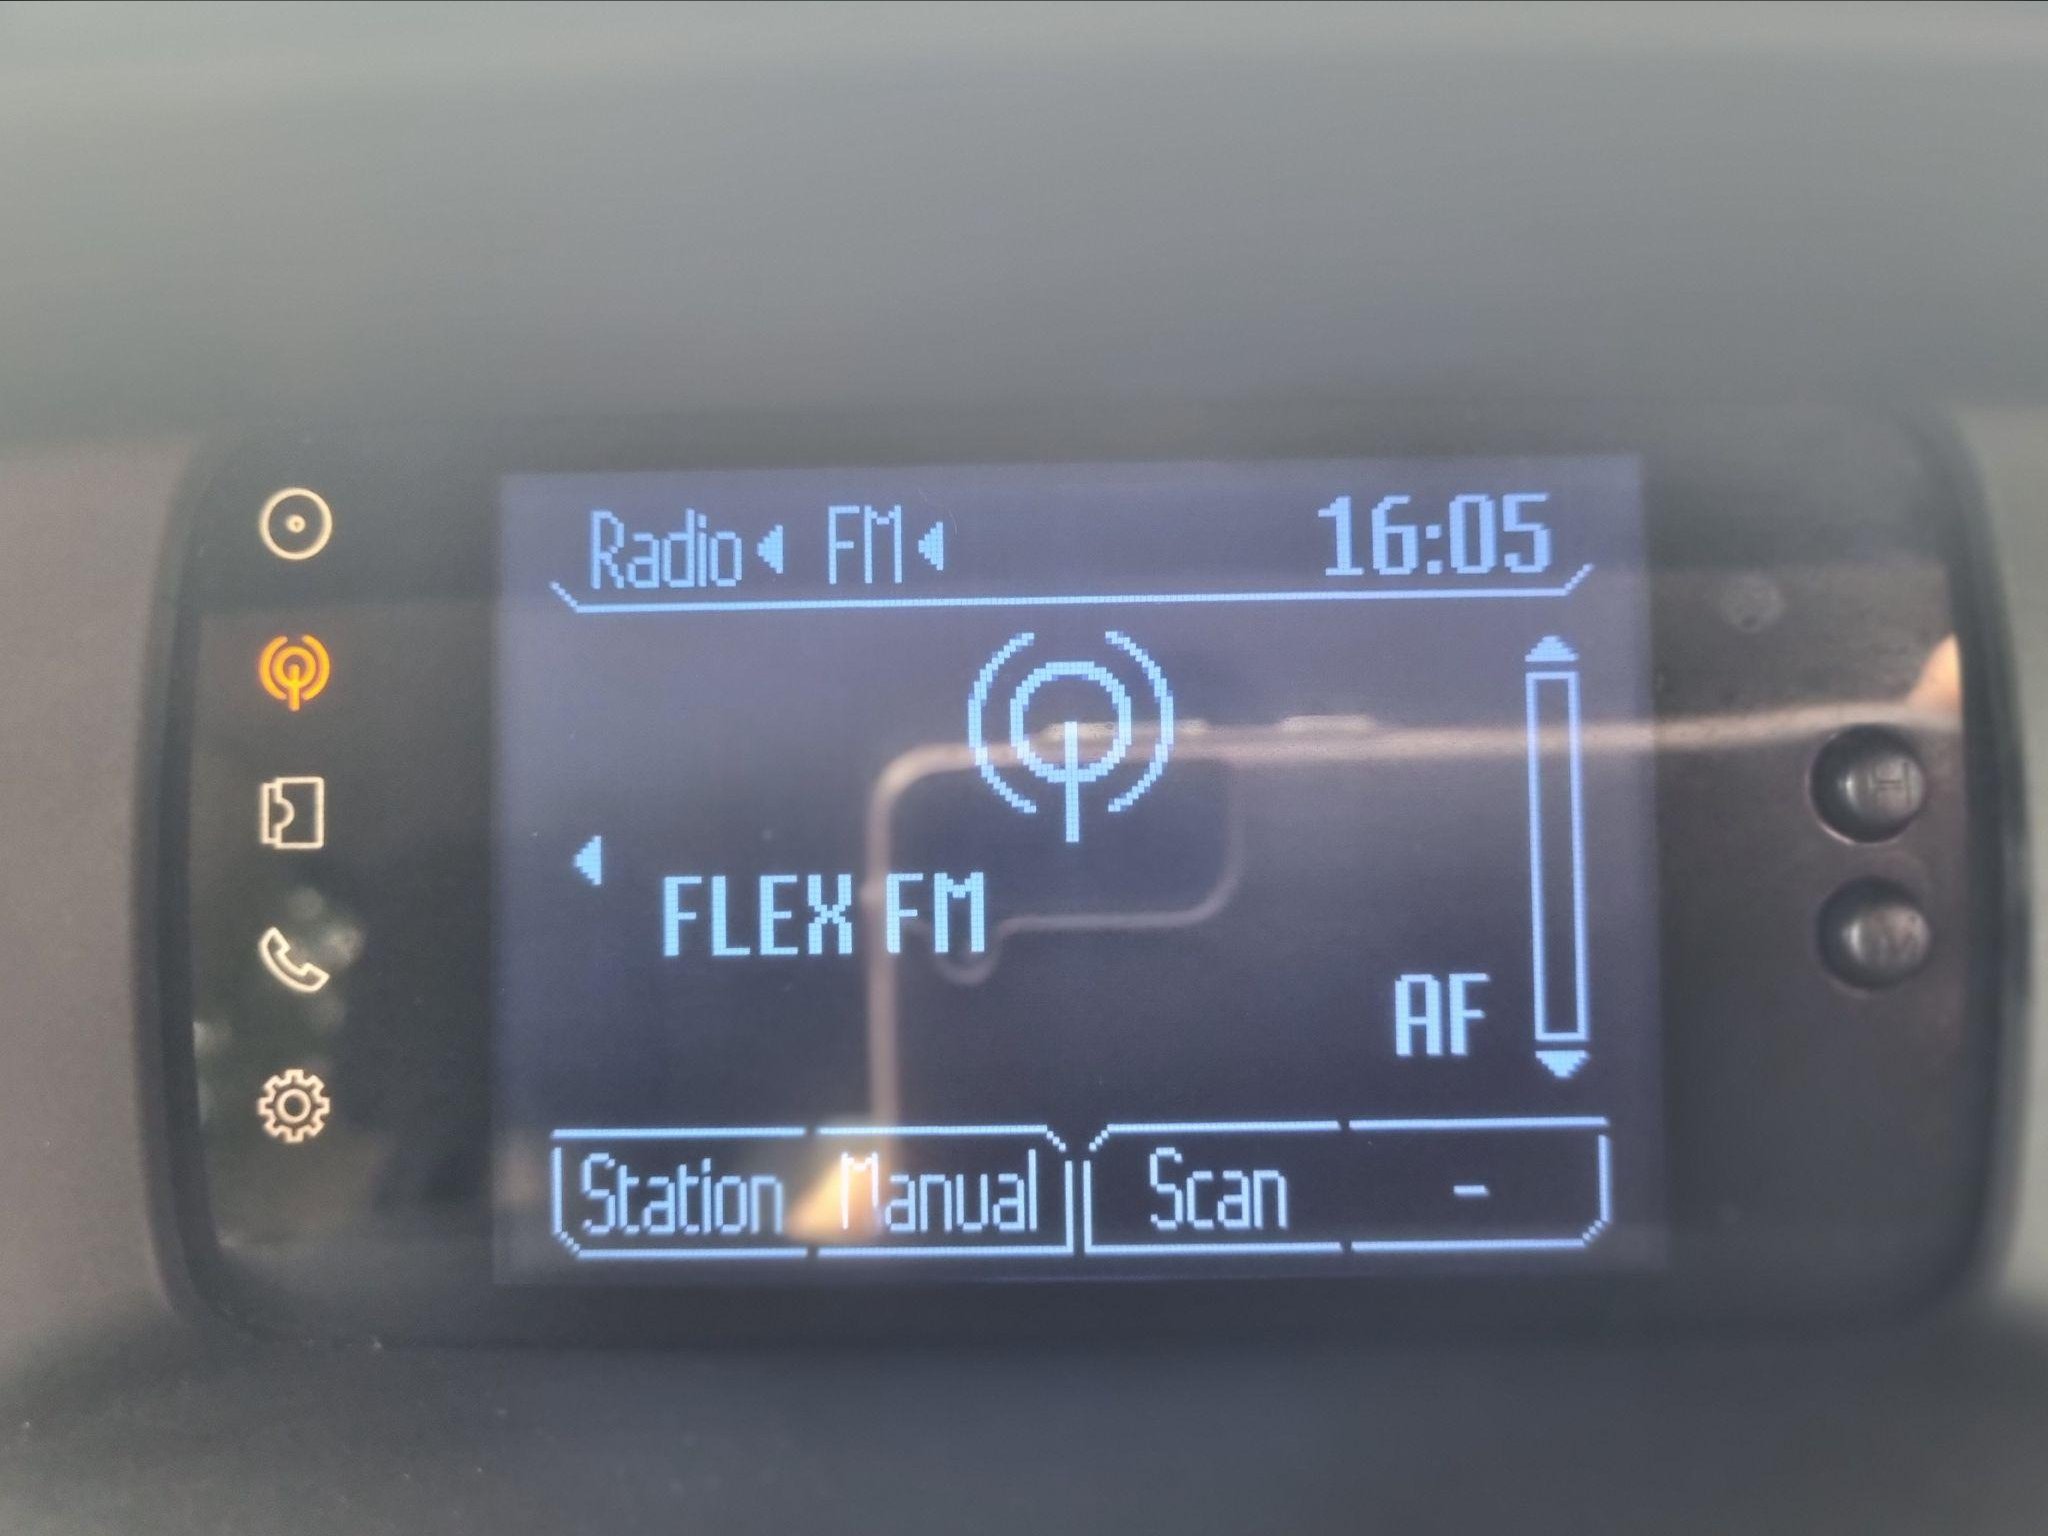 Radio FM 16:05
FLEX FM
AF
Station Manual Scan -
H